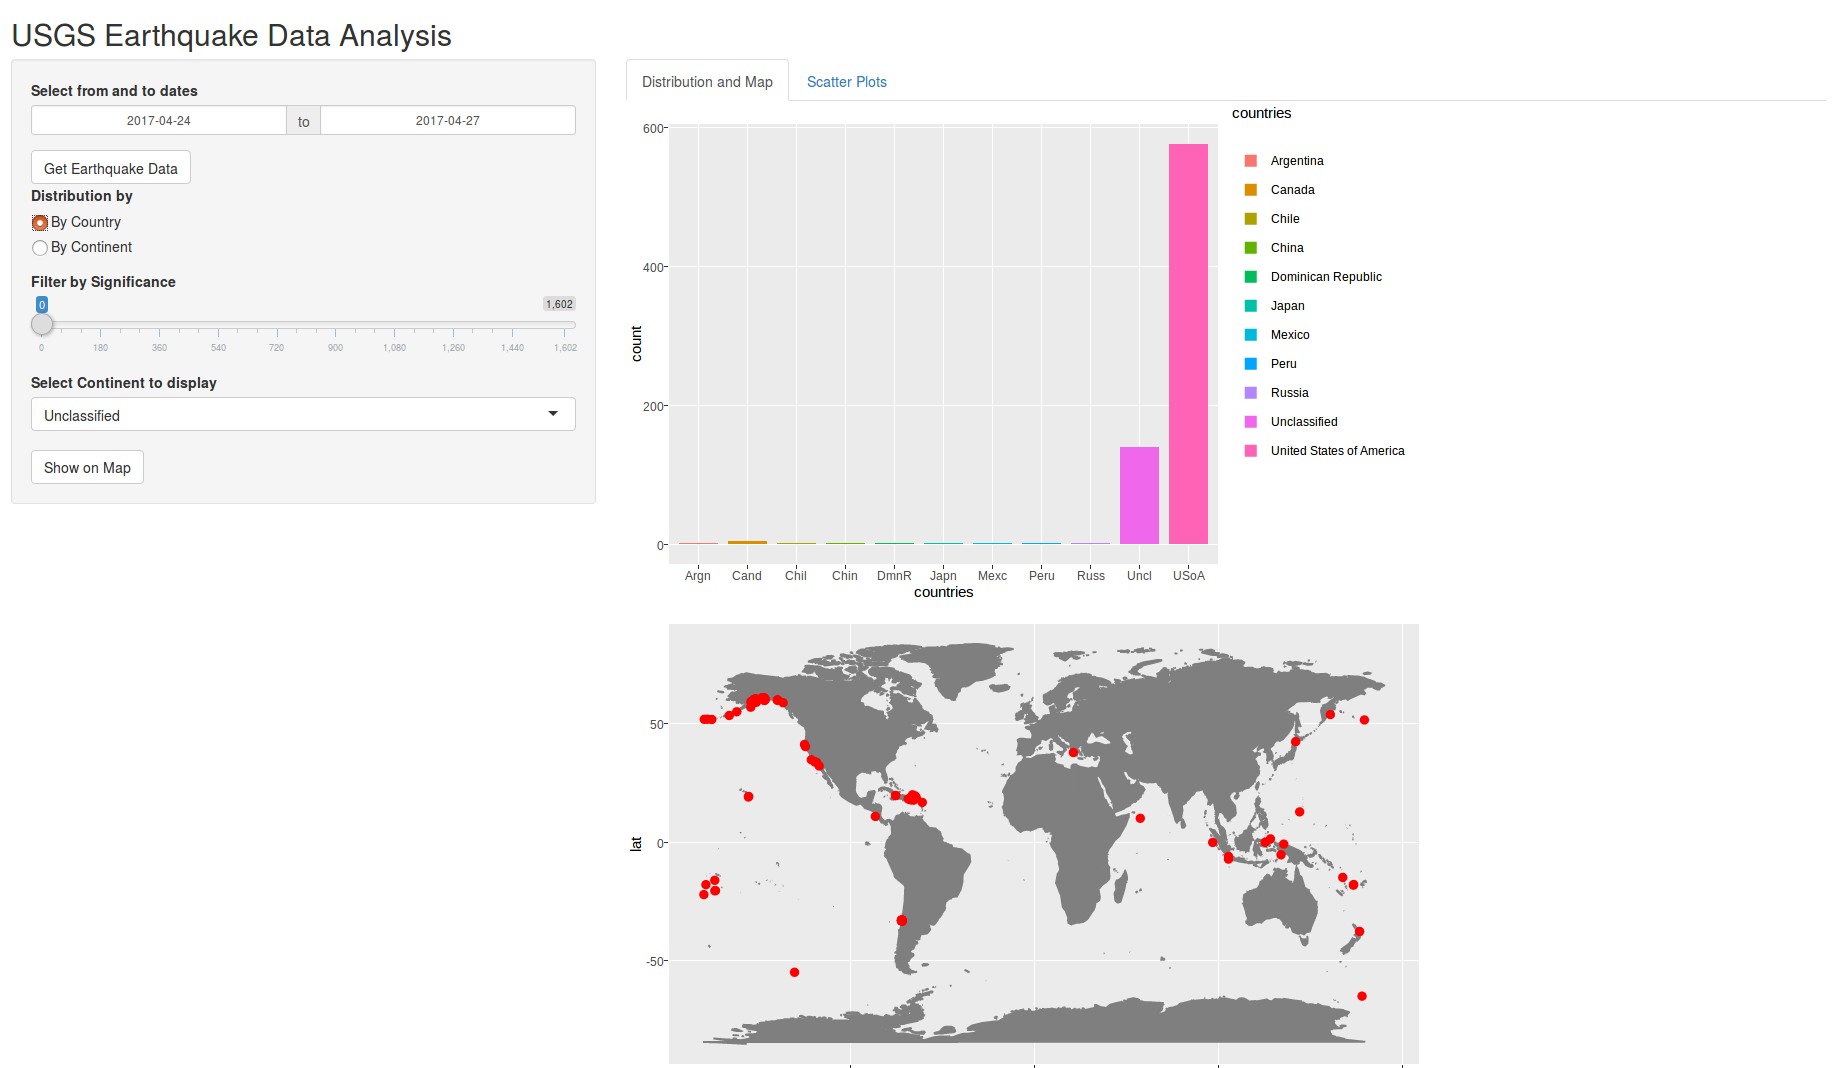 USGS Earthquake Data Analysis
Select from and to dates
2017-04-24 to 2017-04-27
Get Earthquake Data
Distribution by
By Country
By Continent
Filter by Significance
0 1,602
0 180 360 540 720 900 1,080 1,260 1,440 1,602
Select Continent to display
Unclassified
Show on Map
Distribution and Map Scatter Plots
600
400
200
0
count
Argn Cand Chil Chin DmnR Japn Mexc Peru Russ Uncl USoA
countries
countries
Argentina
Canada
Chile
China
Dominican Republic
Japan
Mexico
Peru
Russia
Unclassified
United States of America
50
0
-50
lat